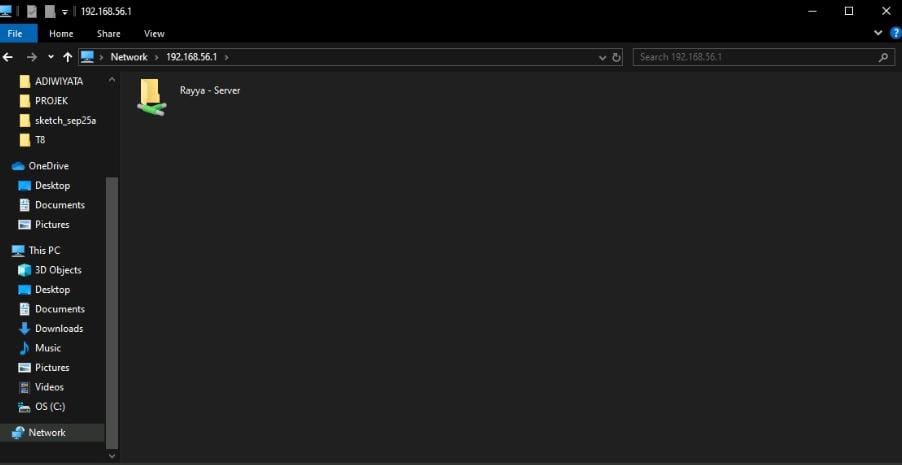 192.168.56.1
File Home Share View
Network 192.168.56.1
Search 192.168.56.1
ADIWIYATA
PROJEK
sketch_sep25a
T8
OneDrive
Desktop
Documents
Pictures
This PC
3D Objects
Desktop
Documents
Downloads
Music
Pictures
Videos
OS (C:)
Network
Rayya - Server